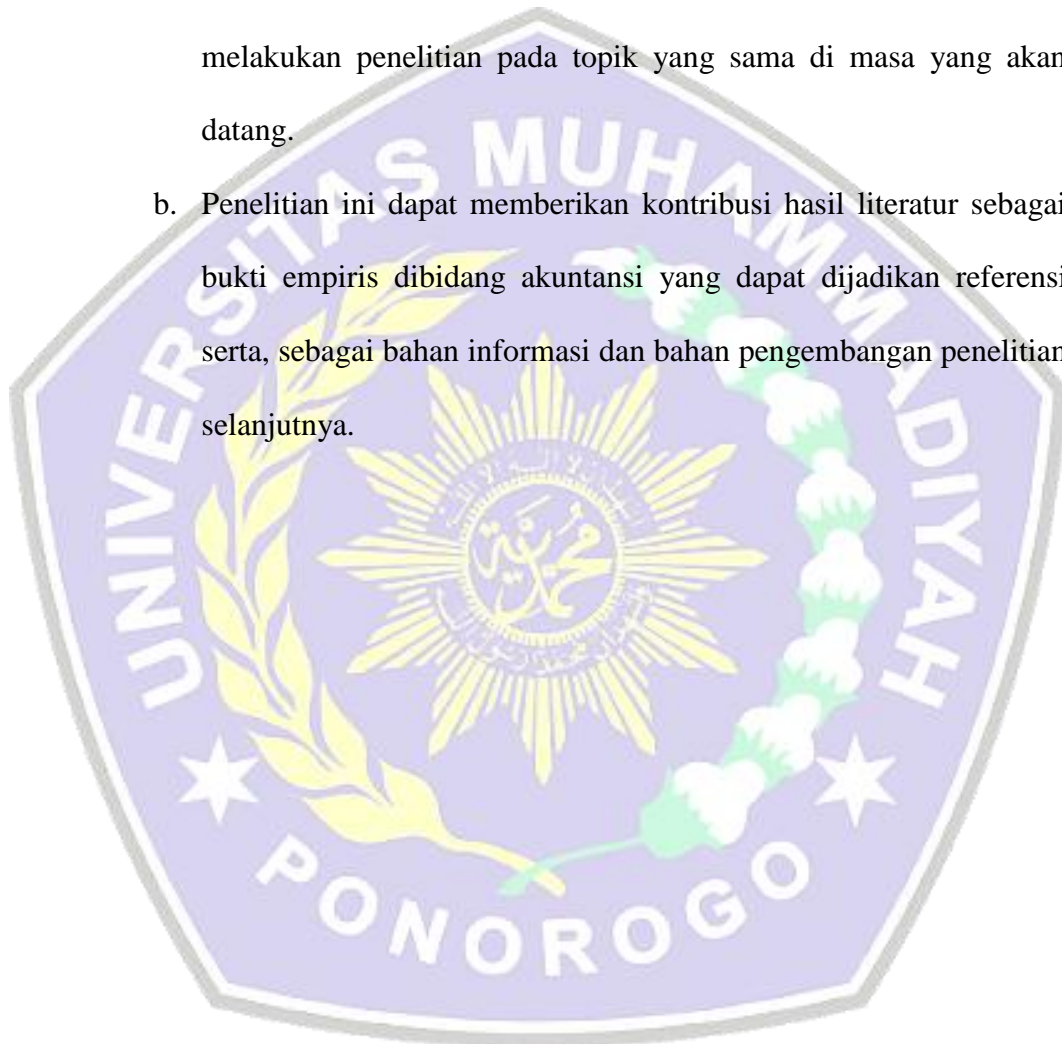 melakukan penelitian pada topik yang sama di masa yang akan
datang.
b. Penelitian ini dapat memberikan kontribusi hasil literatur sebagai
bukti empiris dibidang akuntansi yang dapat dijadikan referensi
serta, sebagai bahan informasi dan bahan pengembangan penelitian
selanjutnya.
UNIVERSITAS MUHAMMADIYAH
PONOROGO